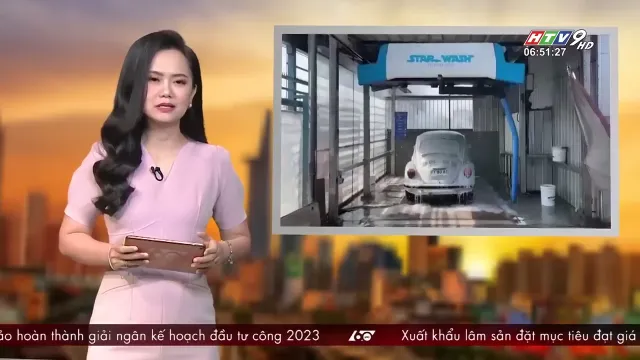 HTV9 HD
06:51:27
STAR WASH
ảo hoàn thành giải ngân kế hoạch đầu tư công 2023
Xuất khẩu lâm sản đặt mục tiêu đạt giá